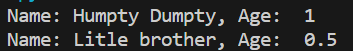 Name: Humpty Dumpty, Age:  1
Name: Litle brother, Age:  0.5